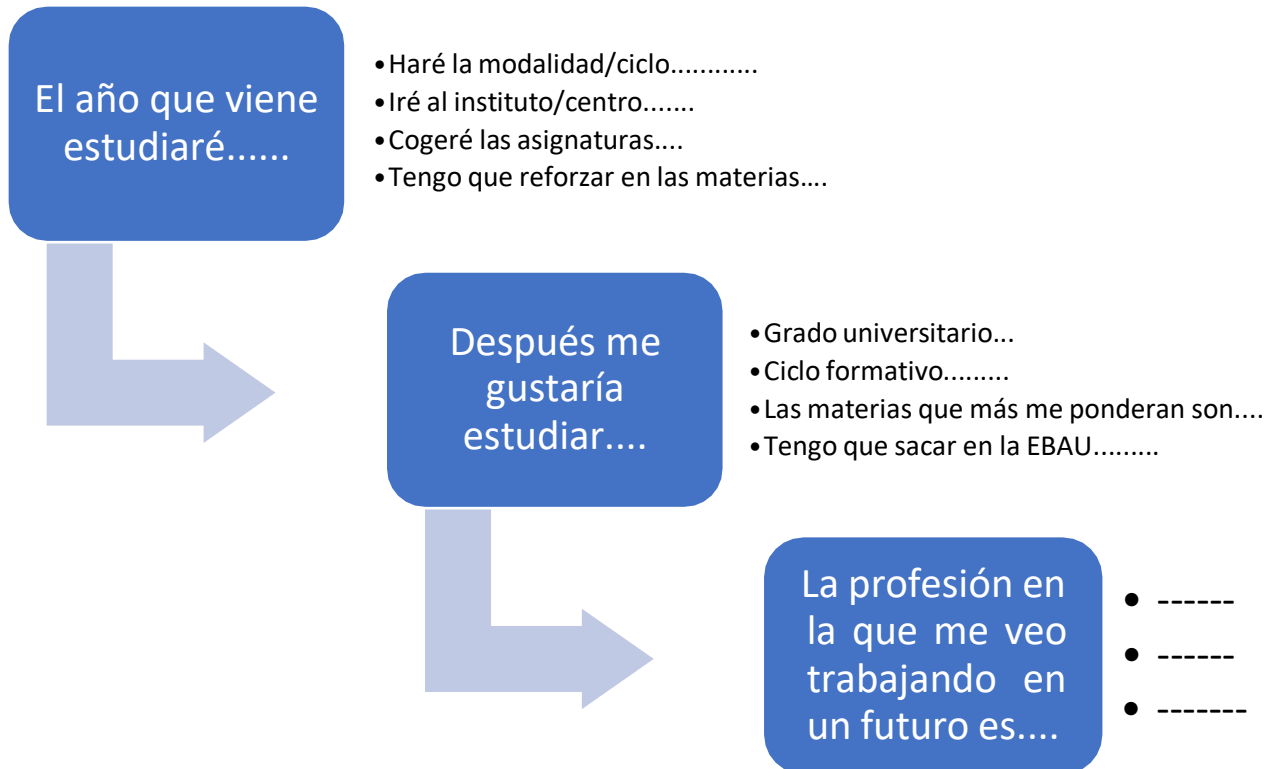 El año que viene
estudiaré......
•Haré la modalidad/ciclo............
•Iré al instituto/centro.......
•Cogeré las asignaturas....
•Tengo que reforzar en las materias....
Después me
gustaría
estudiar....
•Grado universitario...
•Ciclo formativo.........
•Las materias que más me ponderan son....
•Tengo que sacar en la EBAU.........
La profesión en
la que me veo
trabajando en
un futuro es....
• ------
• ------
• -------